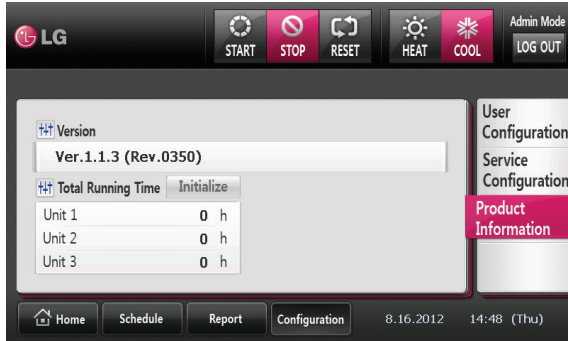 LG
START
STOP
RESET
HEAT
COOL
Admin Mode
LOG OUT
Version
Ver.1.1.3 (Rev.0350)
Total Running Time
Initialize
Unit 1 0 h
Unit 2 0 h
Unit 3 0 h
User
Configuration
Service
Configuration
Product
Information
Home
Schedule
Report
Configuration
8.16.2012
14:48 (Thu)